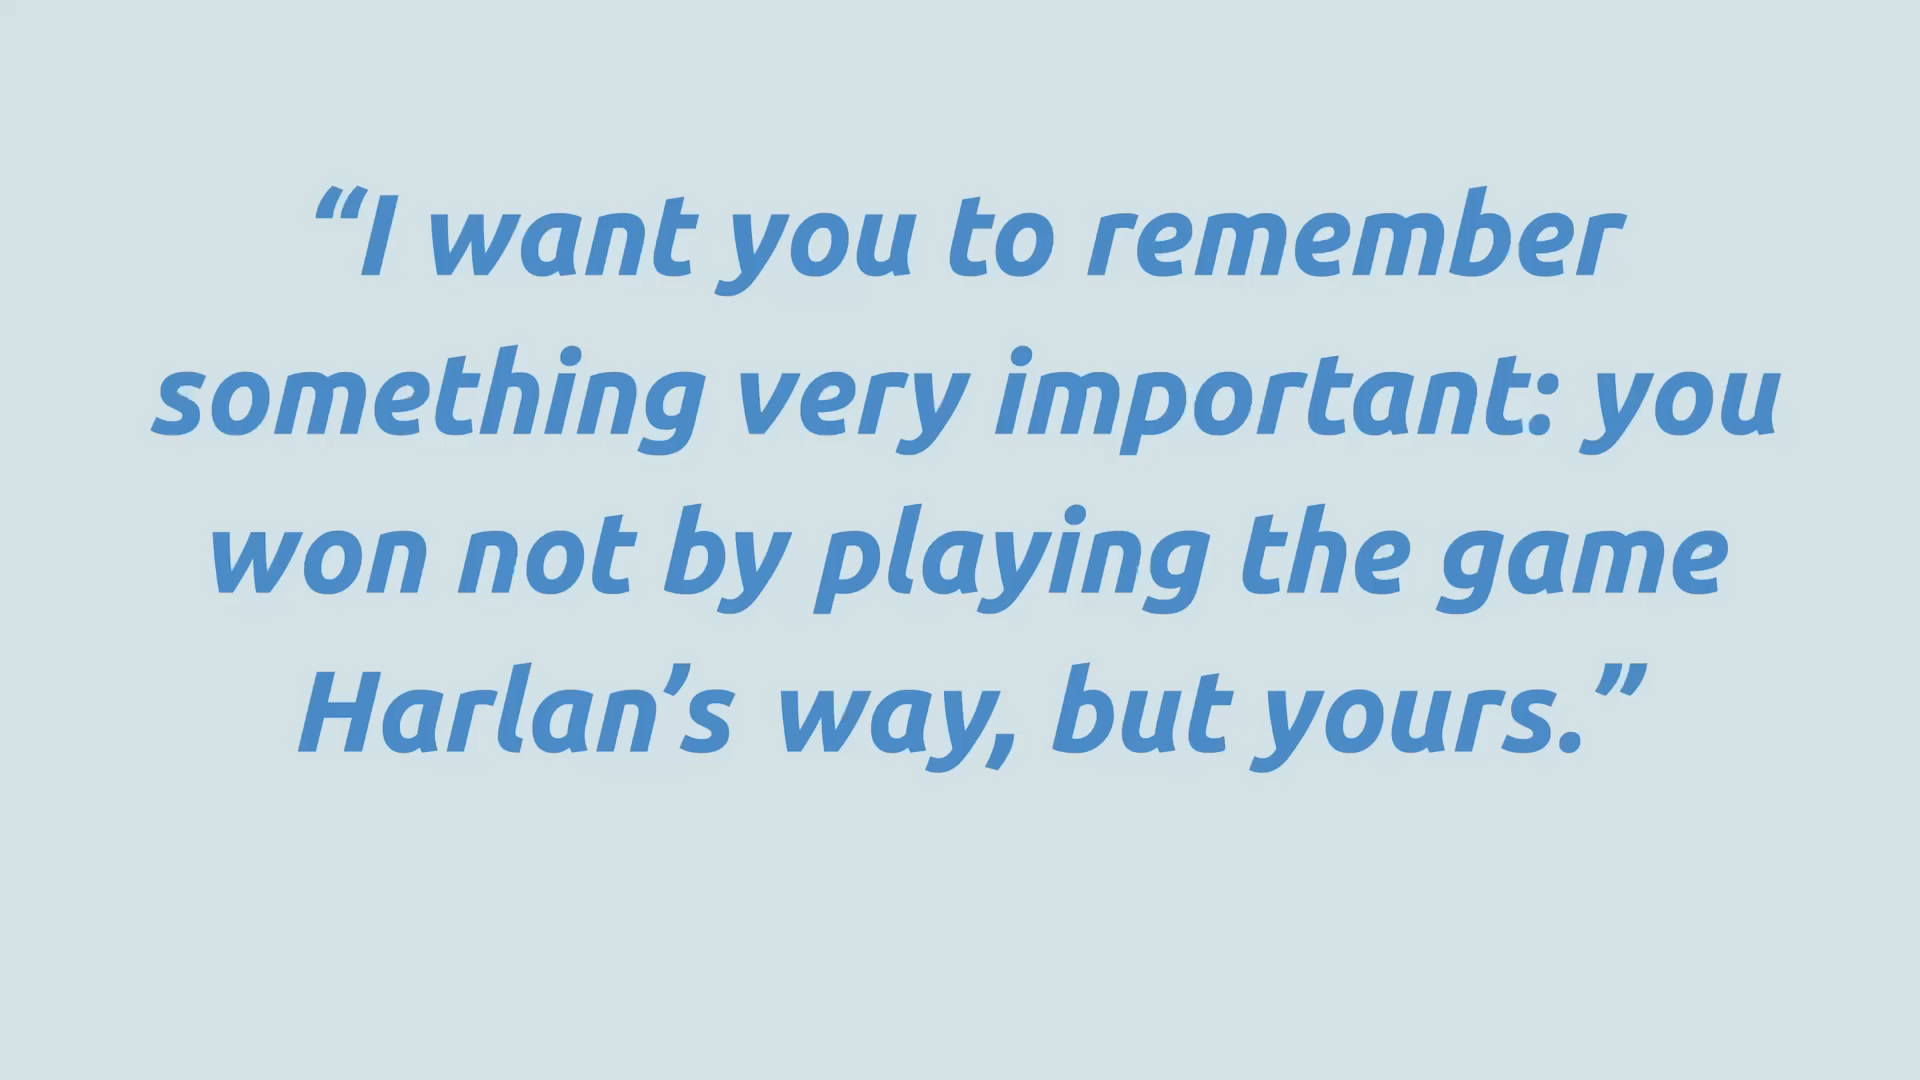 “I want you to remember
something very important: you
won not by playing the game
Harlan’s way, but yours.”